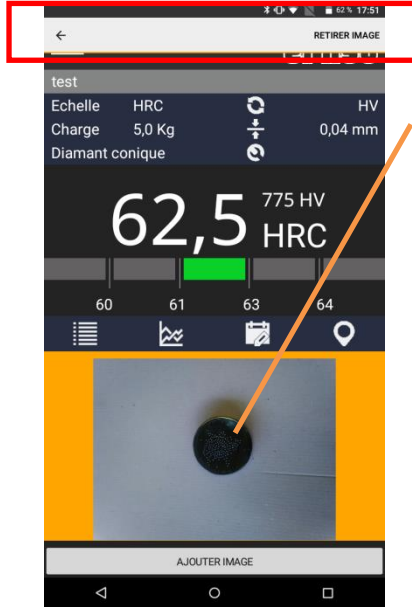 62% 17:51
RETIRER IMAGE
test
Echelle HRC HV
Charge 5,0 Kg 0,04 mm
Diamant conique
62,5 775 HV
HRC
60 61 63 64
AJOUTER IMAGE